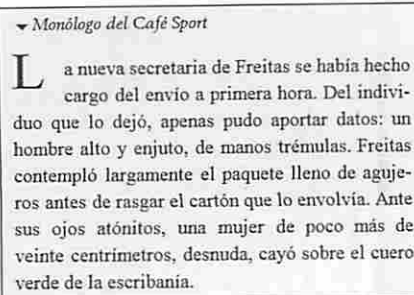 Monólogo del Café Sport
La nueva secretaria de Freitas se había hecho
cargo del envío a primera hora. Del indivi-
duo que lo dejó, apenas pudo aportar datos: un
hombre alto y enjuto, de manos trémulas. Freitas
contempló largamente el paquete lleno de aguje-
ros antes de rasgar el cartón que lo envolvía. Ante
sus ojos atónitos, una mujer de poco más de
veinte centrímetros, desnuda, cayó sobre el cuero
verde de la escribanía.